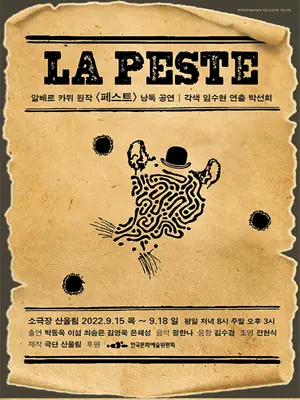 LA PESTE
알베르 카뮈 원작 〈페스트〉 낭독 공연 | 각색 임수현 연출 박선희
소극장 산울림 2022.9.15 목 ~ 9.18 일 평일 저녁 8시 주말 오후 3시
출연 박동욱 이섬 최승은 김영욱 은해성 음악 정한나 음향 김수검 조명 전현식
제작 극단 산울림 후원 한국문화예술위원회